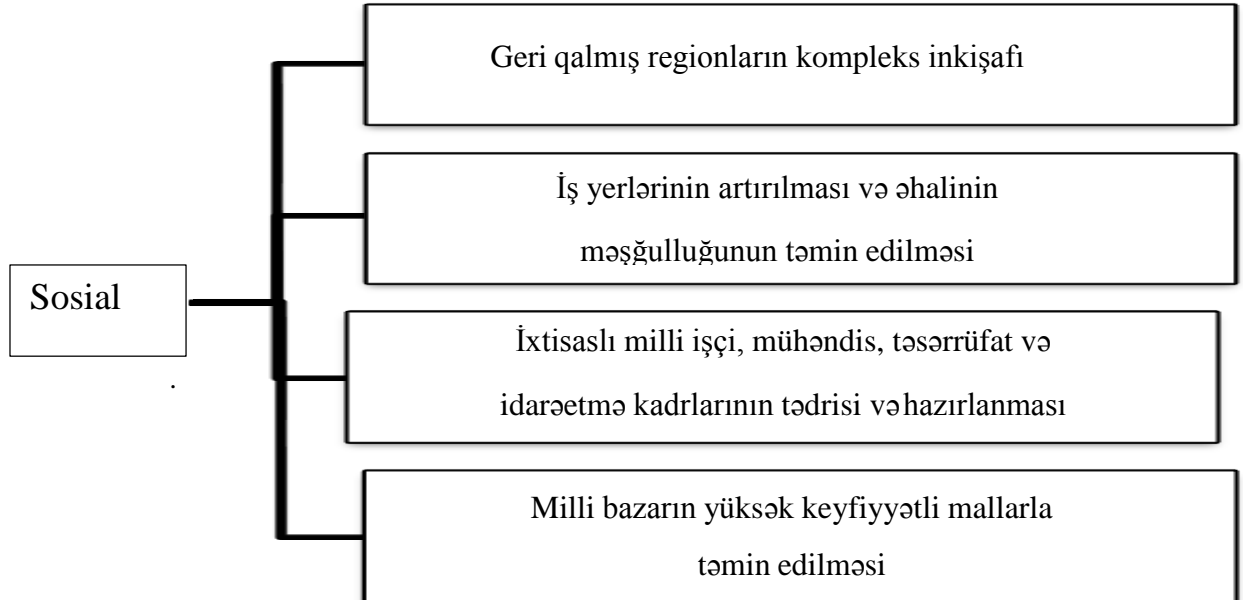 Geri qalmış regionların kompleks inkişafı
İş yerlərinin artırılması və əhalinin
məşğulluğunun təmin edilməsi
Sosial
İxtisaslı milli işçi, mühəndis, təsərrüfat və
idarəetmə kadrlarının tədrisi və hazırlanması
.
Milli bazarın yüksək keyfiyyətli mallarla
təmin edilməsi